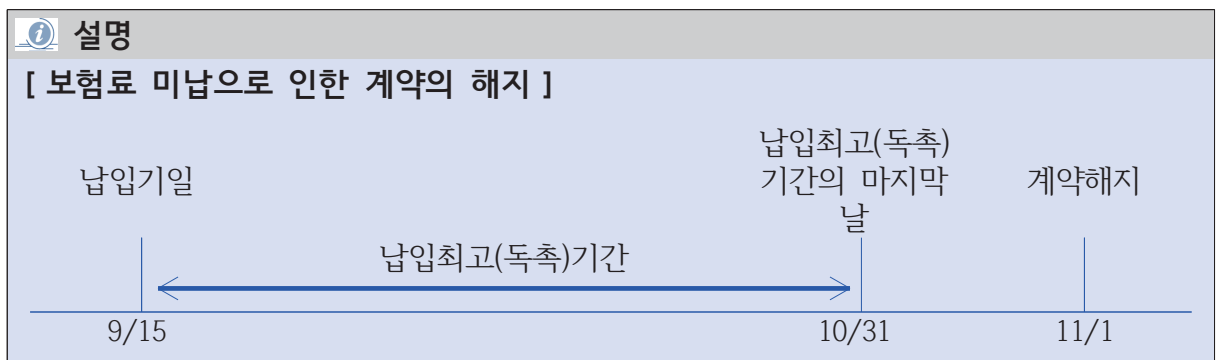 설명
[ 보험료 미납으로 인한 계약의 해지 ]
납입기일
납입최고(독촉)
기간의 마지막
날
계약해지
납입최고(독촉)기간
9/15
10/31
11/1